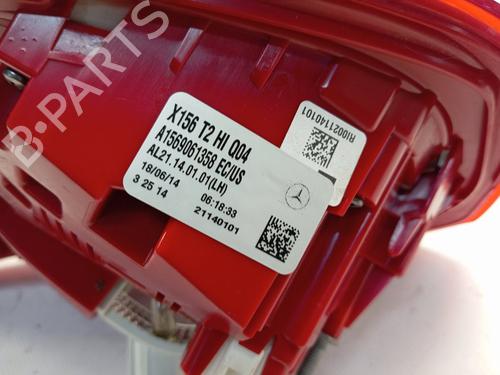 B-PARTS
X156 T2 HI Q04
A1569061358 EC/US
AL21.14.01.01(LH)
18/06/14 06:18:33
3 25 14
21140101
RI0021140101